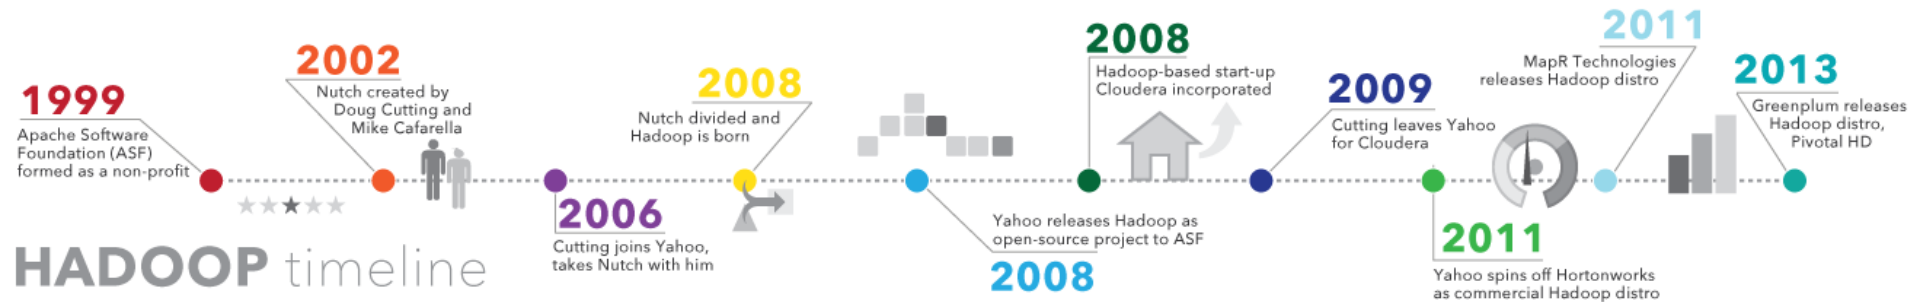 1999
Apache Software
Foundation (ASF)
formed as a non-profit
2002
Nutch created by
Doug Cutting and
Mike Cafarella
2006
Cutting joins Yahoo,
takes Nutch with him
2008
Nutch divided and
Hadoop is born
Yahoo releases Hadoop as
open-source project to ASF
2008
2008
Hadoop-based start-up
Cloudera incorporated
2009
Cutting leaves Yahoo
for Cloudera
2011
Yahoo spins off Hortonworks
as commercial Hadoop distro
2011
MapR Technologies
releases Hadoop distro
2013
Greenplum releases
Hadoop distro,
Pivotal HD
HADOOP timeline